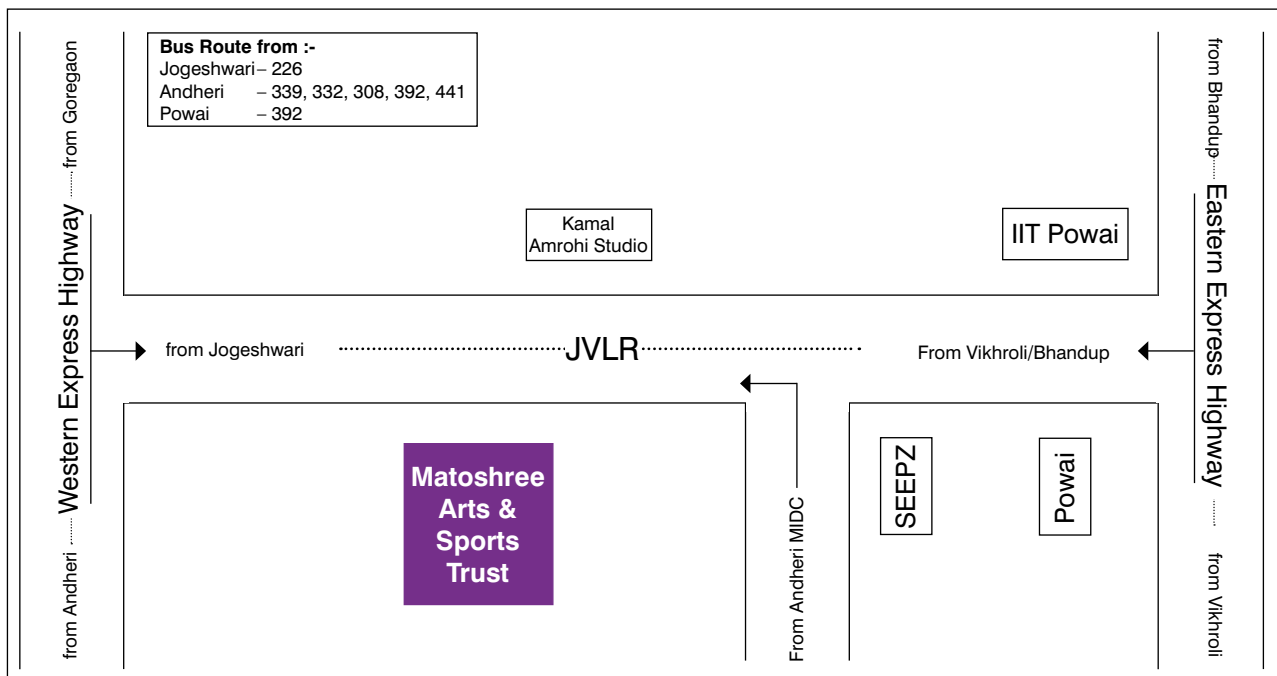 Bus Route from :-
Jogeshwari – 226
Andheri – 339, 332, 308, 392, 441
Powai – 392
from Andheri ...... Western Express Highway ...... from Goregaon
from Bhandup ...... Eastern Express Highway ...... from Vikhroli
Kamal
Amrohi Studio
IIT Powai
from Jogeshwari ...... JVLR ...... From Vikhroli/Bhandup
Matoshree
Arts &
Sports
Trust
From Andheri MIDC
SEEPZ
Powai